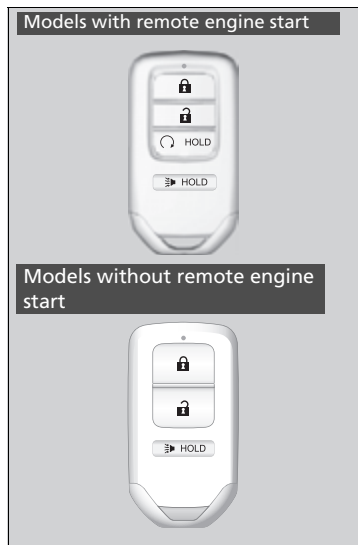 Models with remote engine start
HOLD
HOLD
Models without remote engine
start
HOLD